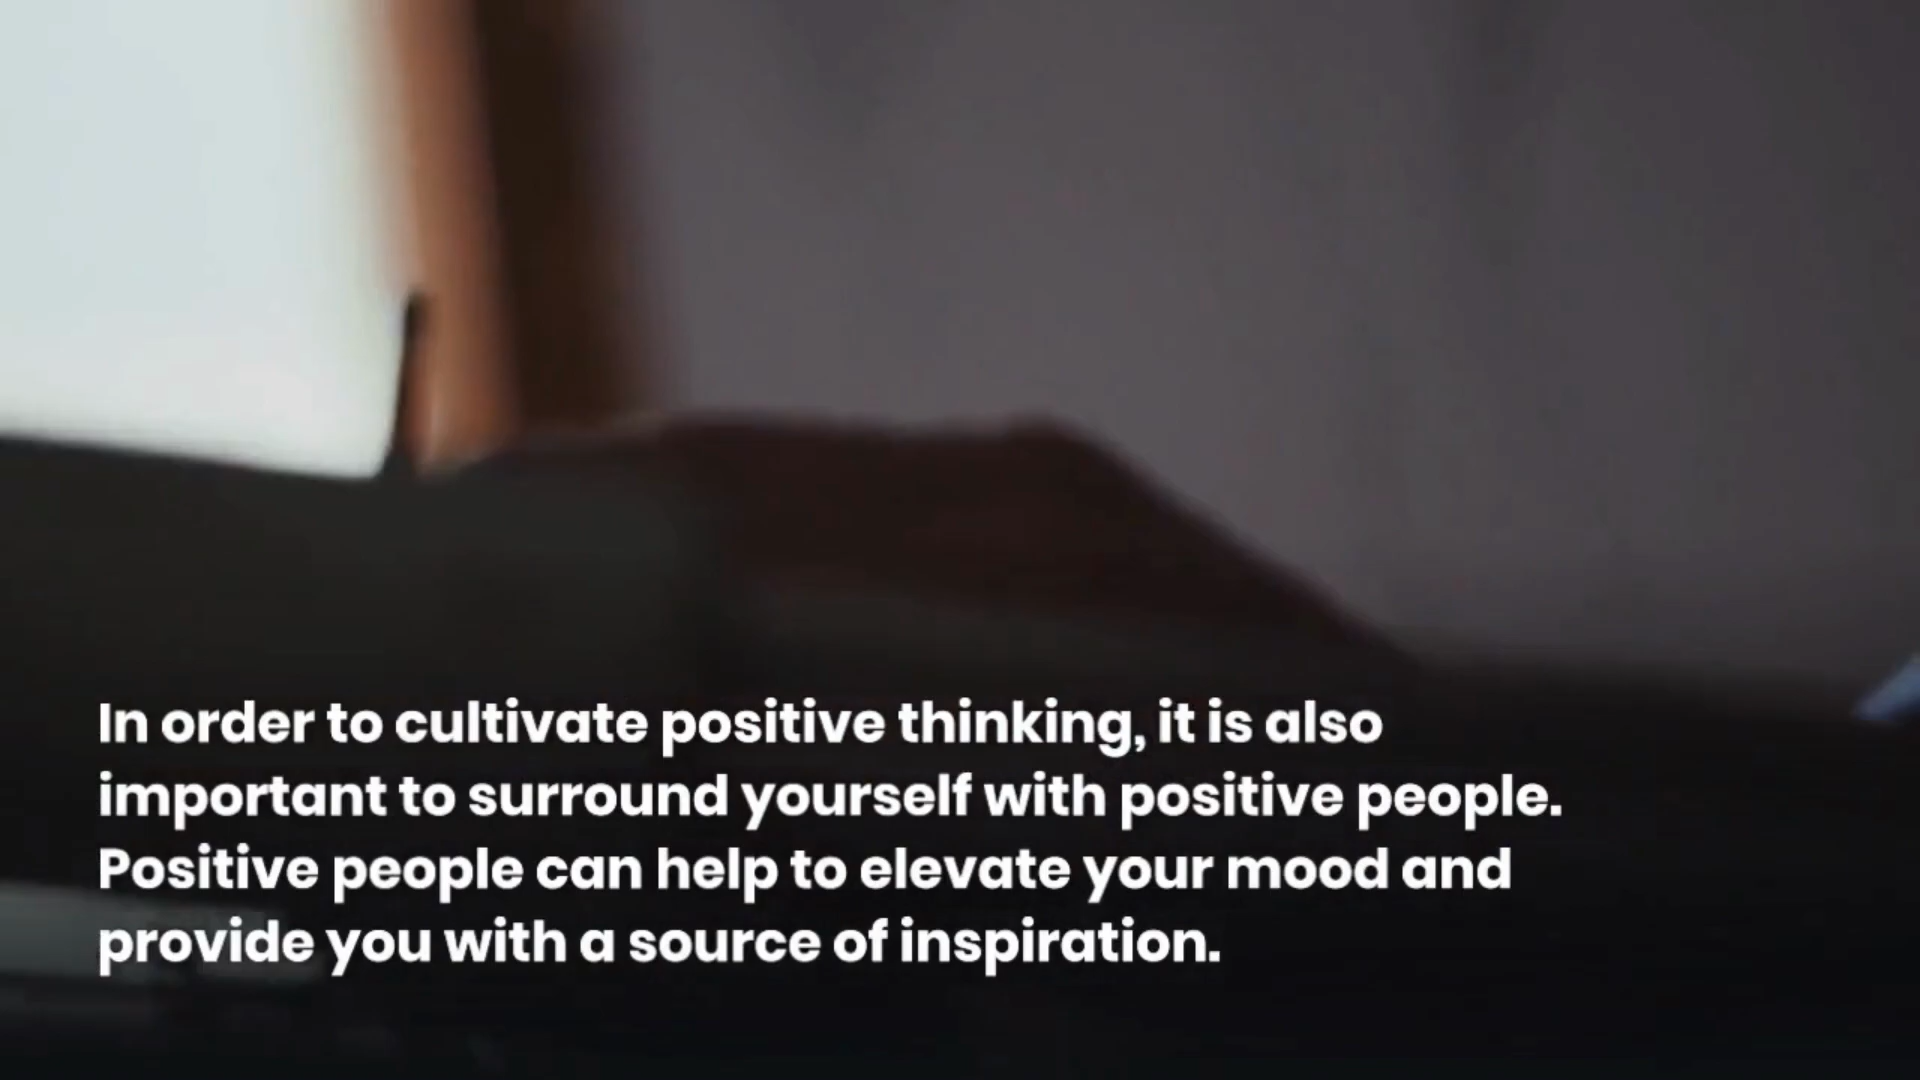 In order to cultivate positive thinking, it is also
important to surround yourself with positive people.
Positive people can help to elevate your mood and
provide you with a source of inspiration.